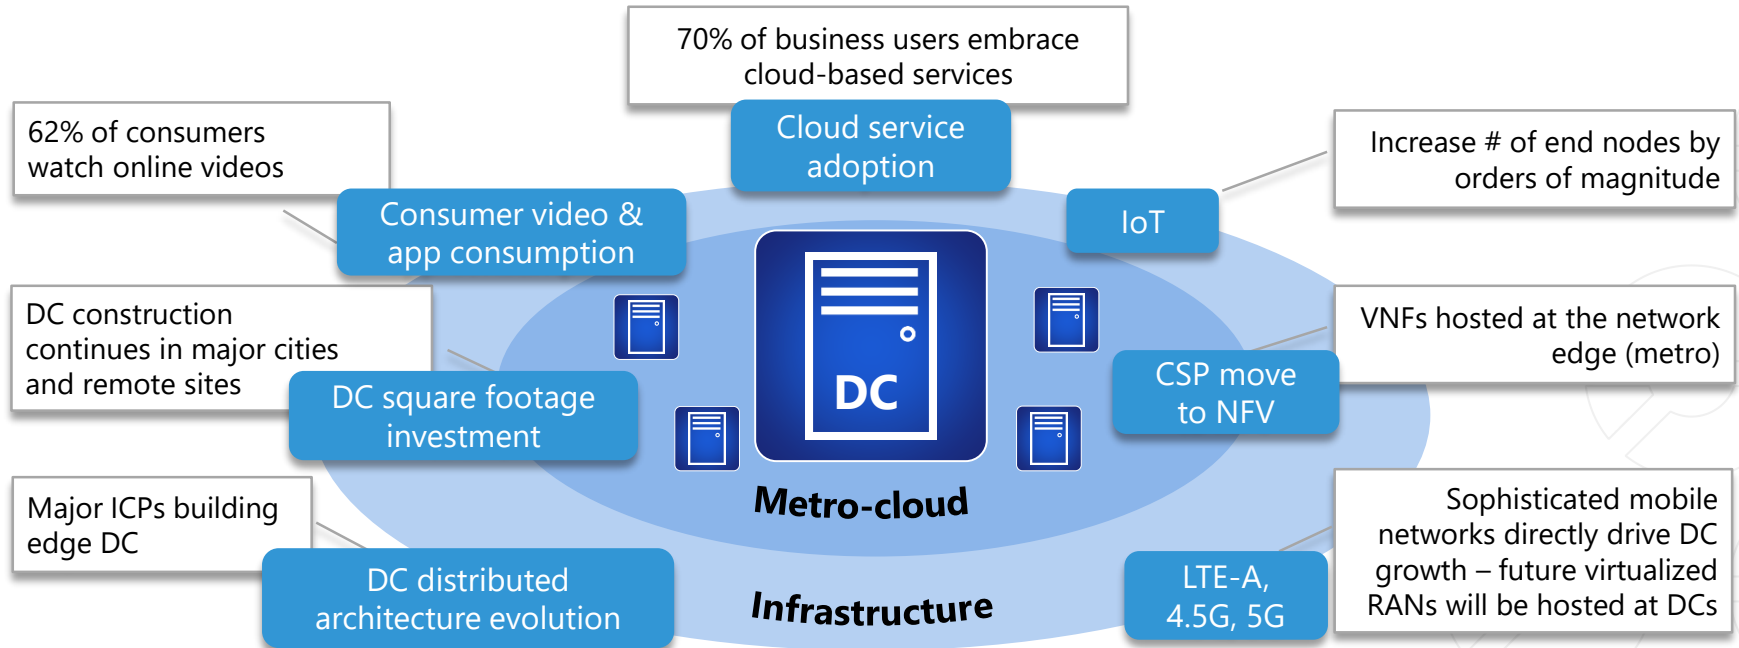 70% of business users embrace
cloud-based services
Cloud service
adoption
62% of consumers
watch online videos
Consumer video &
app consumption
Increase # of end nodes by
orders of magnitude
IoT
DC construction
continues in major cities
and remote sites
DC square footage
investment
VNFs hosted at the network
edge (metro)
CSP move
to NFV
DC
Major ICPs building
edge DC
DC distributed
architecture evolution
Sophisticated mobile
networks directly drive DC
growth – future virtualized
RANs will be hosted at DCs
LTE-A,
4.5G, 5G
Metro-cloud
Infrastructure